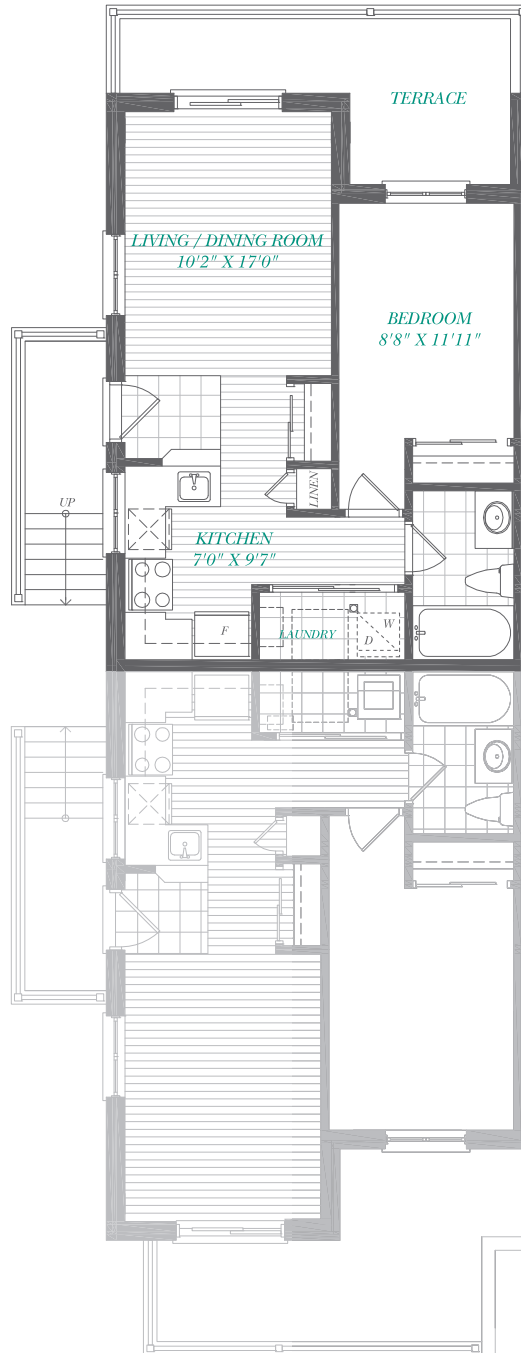 TERRACE
LIVING / DINING ROOM
10'2" X 17'0"
BEDROOM
8'8" X 11'11"
LINEN
UP
KITCHEN
7'0" X 9'7"
F
LAUNDRY
W
D